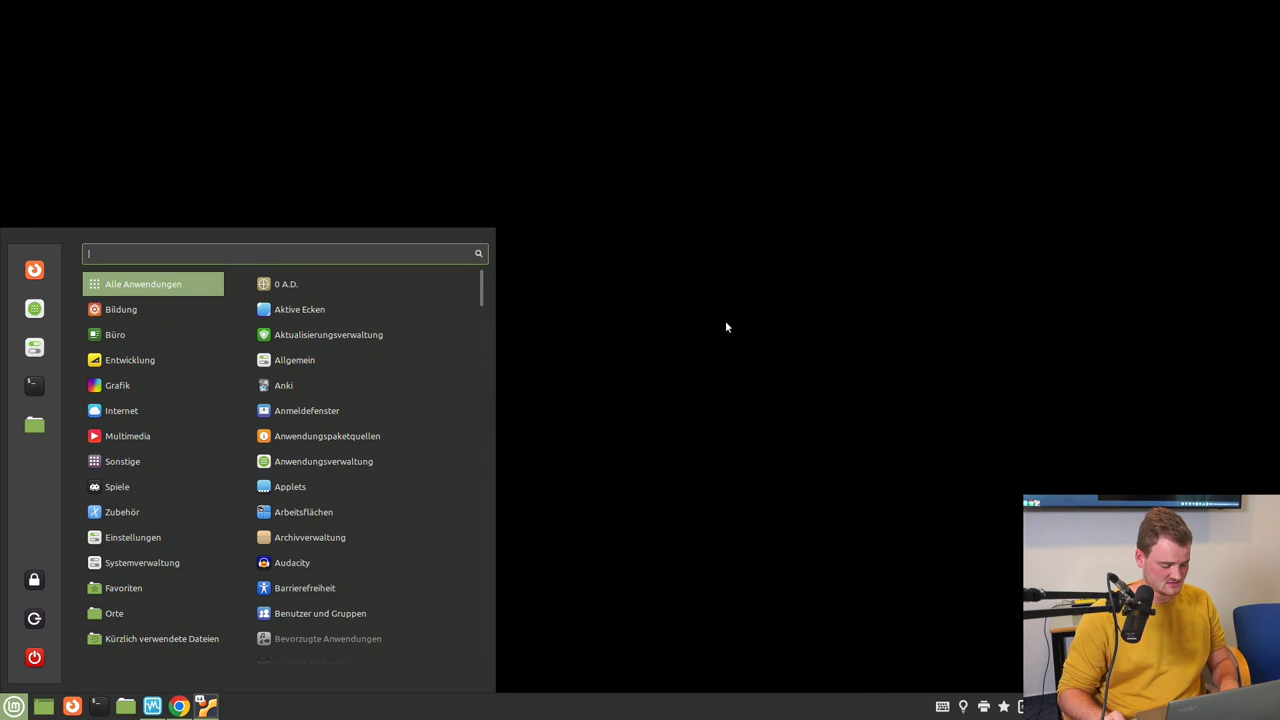 Alle Anwendungen
Bildung
Büro
Entwicklung
Grafik
Internet
Multimedia
Sonstige
Spiele
Zubehör
Einstellungen
Systemverwaltung
Favoriten
Orte
Kürzlich verwendete Dateien
0 A.D.
Aktive Ecken
Aktualisierungsverwaltung
Allgemein
Anki
Anmeldefenster
Anwendungspaketquellen
Anwendungsverwaltung
Applets
Arbeitsflächen
Archivverwaltung
Audacity
Barrierefreiheit
Benutzer und Gruppen
Bevorzugte Anwendungen